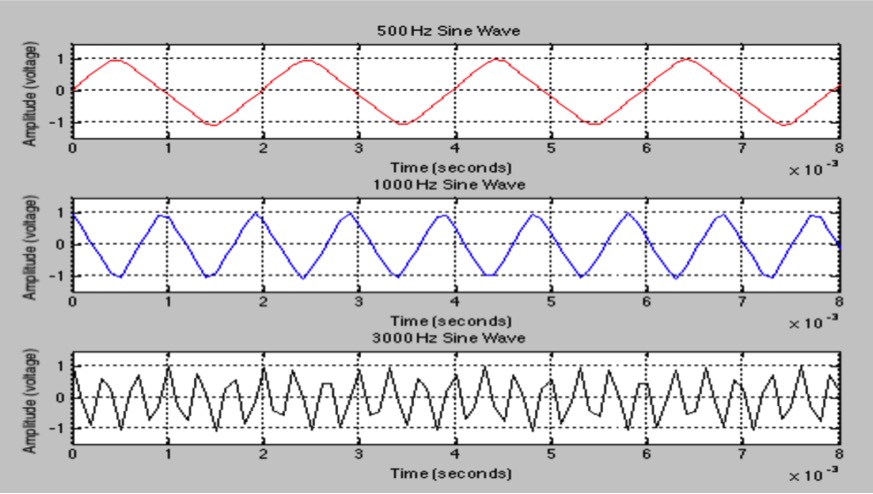 500 Hz Sine Wave
Amplitude (voltage)
1
0
-1
0 1 2 3 4 5 6 7 8
Time (seconds)
× 10 -3
1000 Hz Sine Wave
Amplitude (voltage)
1
0
-1
0 1 2 3 4 5 6 7 8
Time (seconds)
× 10 -3
3000 Hz Sine Wave
Amplitude (voltage)
1
0
-1
0 1 2 3 4 5 6 7 8
Time (seconds)
× 10 -3